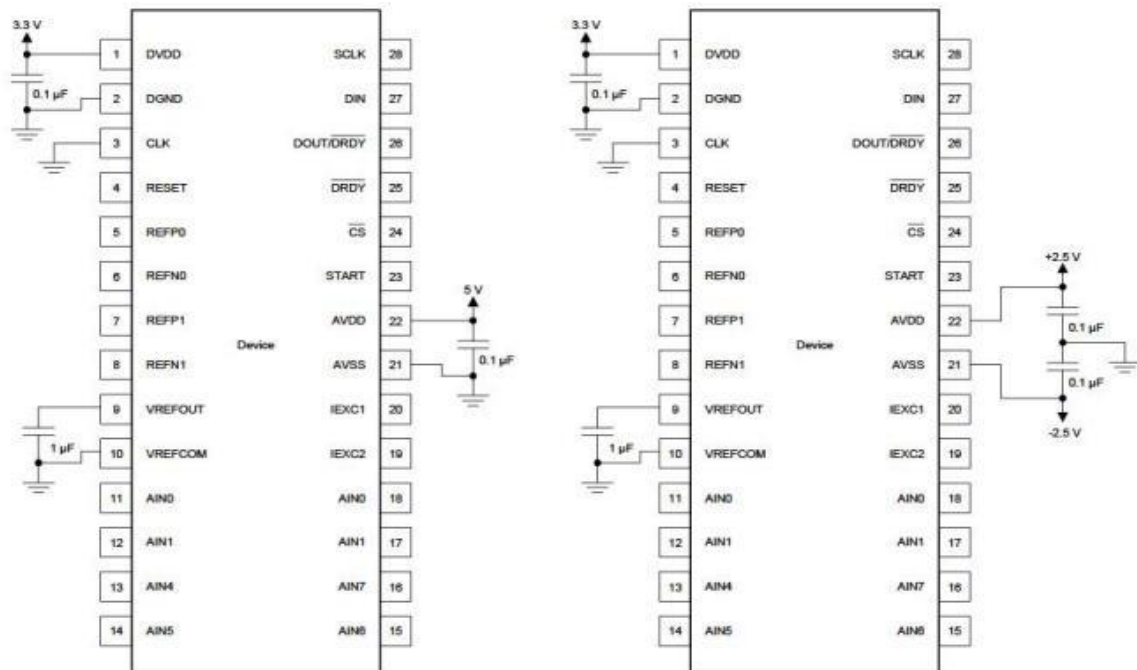 3.3 V
0.1 µF
1 DVDD
2 DGND
3 CLK
4 RESET
5 REFP0
6 REFN0
7 REFP1
8 REFN1
9 VREFOUT
10 VREFCOM
11 AIN0
12 AIN1
13 AIN4
14 AIN5
1 µF
Device
SCLK 28
DIN 27
DOUT/DRDY 26
DRDY 25
CS 24
START 23
AVDD 22
AVSS 21
IEXC1 20
IEXC2 19
AIN0 18
AIN1 17
AIN7 16
AIN6 15
5 V
0.1 µF
3.3 V
0.1 µF
1 DVDD
2 DGND
3 CLK
4 RESET
5 REFP0
6 REFN0
7 REFP1
8 REFN1
9 VREFOUT
10 VREFCOM
11 AIN0
12 AIN1
13 AIN4
14 AIN5
1 µF
Device
SCLK 28
DIN 27
DOUT/DRDY 26
DRDY 25
CS 24
START 23
AVDD 22
AVSS 21
IEXC1 20
IEXC2 19
AIN0 18
AIN1 17
AIN7 16
AIN6 15
+2.5 V
0.1 µF
0.1 µF
-2.5 V